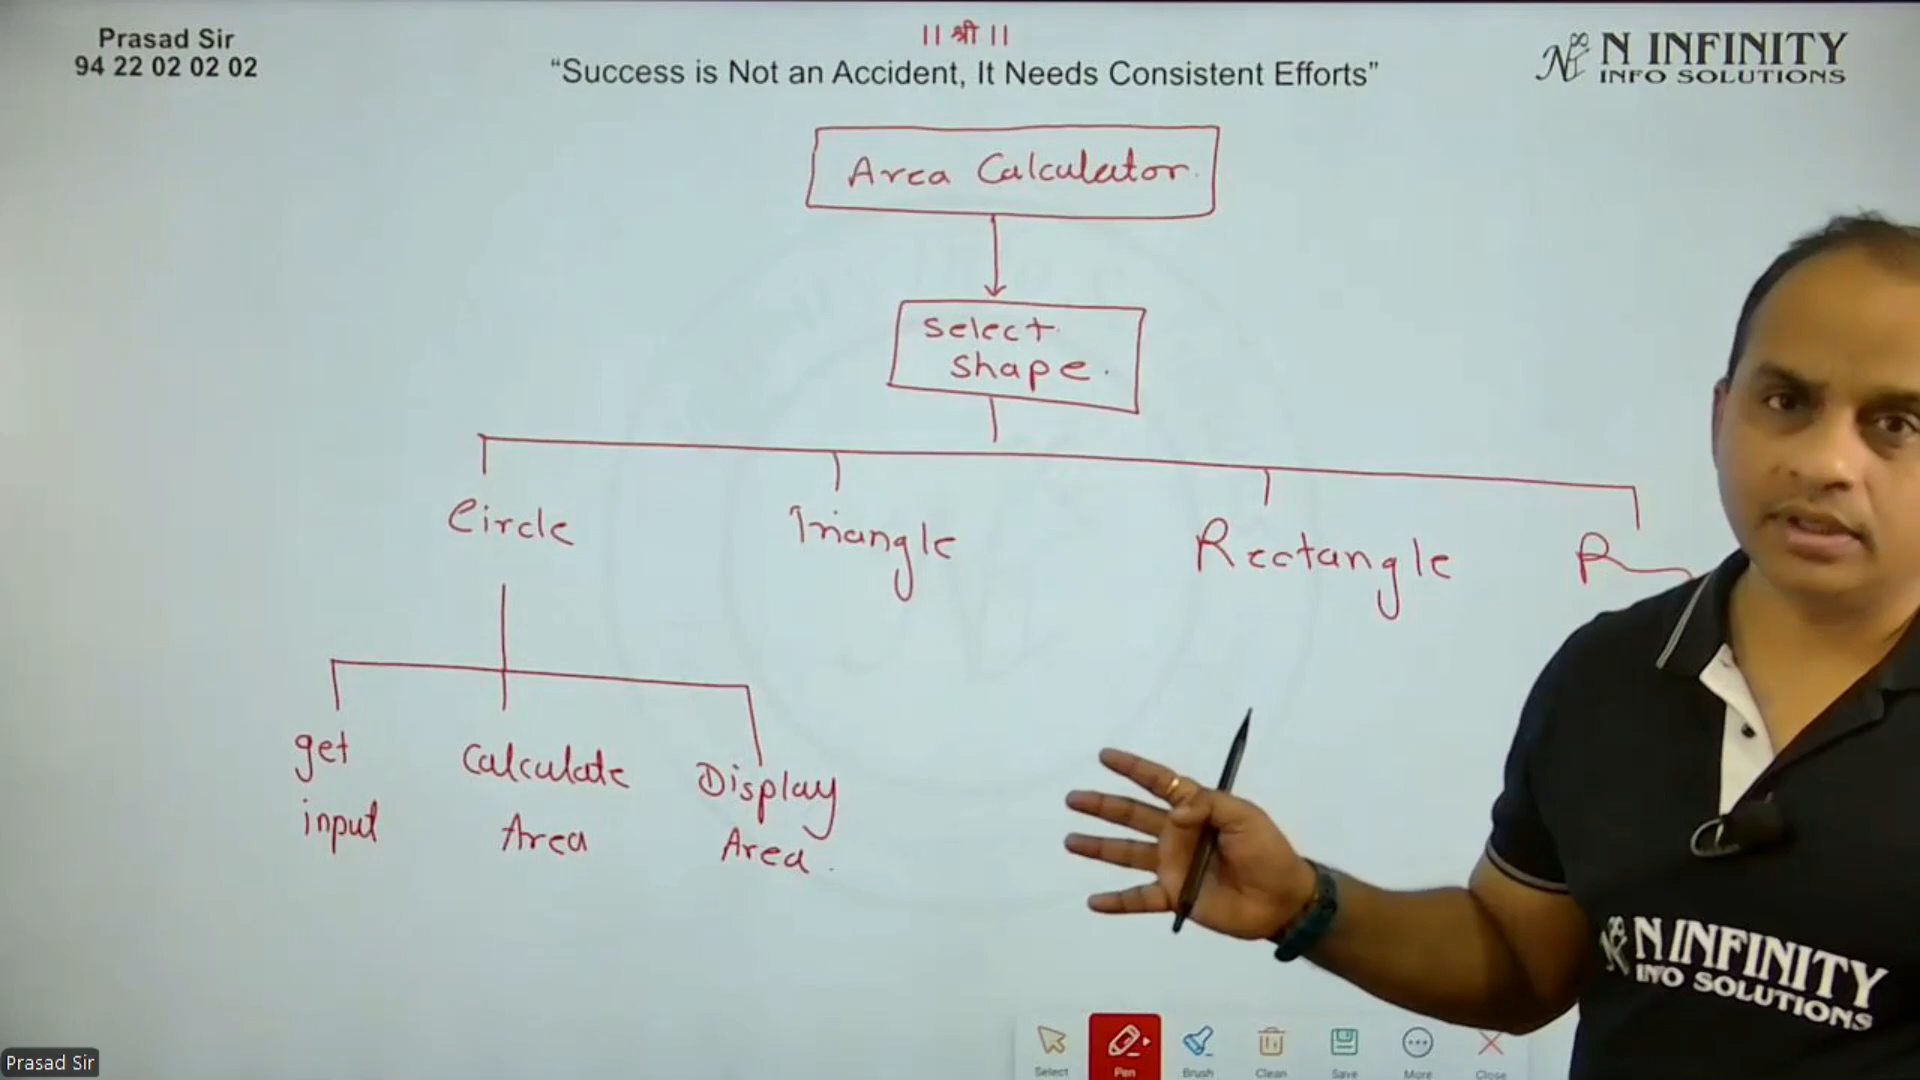 Prasad Sir
94 22 02 02 02
|| श्री ||
“Success is Not an Accident, It Needs Consistent Efforts”
N INFINITY
INFO SOLUTIONS
Area Calculator.
Select
Shape.
Circle
Triangle
Rectangle
R
get
input
Calculate
Area
Display
Area.
N INFINITY
INFO SOLUTIONS
Select
Pen
Brush
Clean
Save
More
Close
Prasad Sir